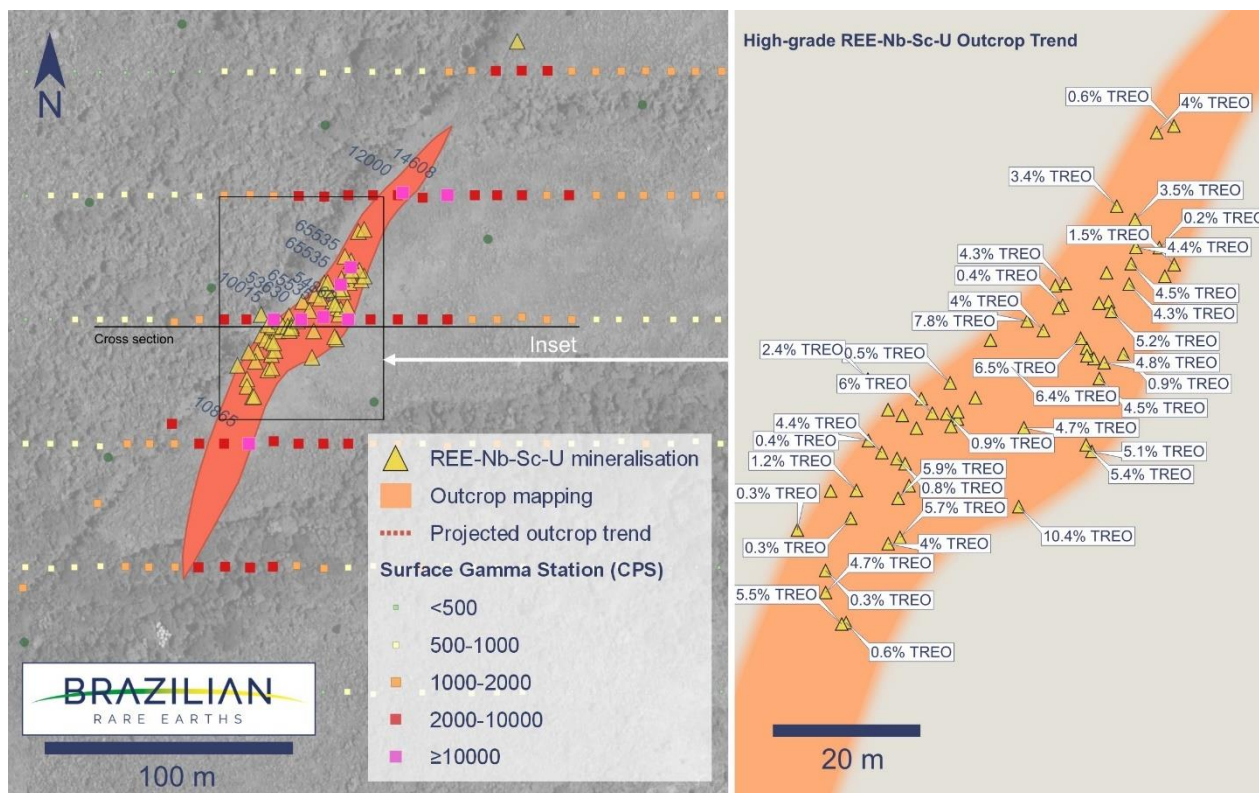 N
12000
14608
65535
65535
65535
53630
10015
Cross section
Inset
10865
REE-Nb-Sc-U mineralisation
Outcrop mapping
Projected outcrop trend
Surface Gamma Station (CPS)
<500
500-1000
1000-2000
2000-10000
≥10000
BRAZILIAN
RARE EARTHS
100 m
High-grade REE-Nb-Sc-U Outcrop Trend
0.6% TREO
4% TREO
3.4% TREO
3.5% TREO
0.2% TREO
1.5% TREO
4.4% TREO
4.3% TREO
0.4% TREO
4.5% TREO
4.3% TREO
4% TREO
7.8% TREO
5.2% TREO
2.4% TREO
0.5% TREO
6.5% TREO
4.8% TREO
0.9% TREO
6% TREO
6.4% TREO
4.5% TREO
4.4% TREO
0.4% TREO
0.9% TREO
4.7% TREO
5.1% TREO
5.4% TREO
1.2% TREO
5.9% TREO
0.8% TREO
0.3% TREO
5.7% TREO
10.4% TREO
0.3% TREO
4% TREO
4.7% TREO
0.3% TREO
5.5% TREO
0.6% TREO
20 m